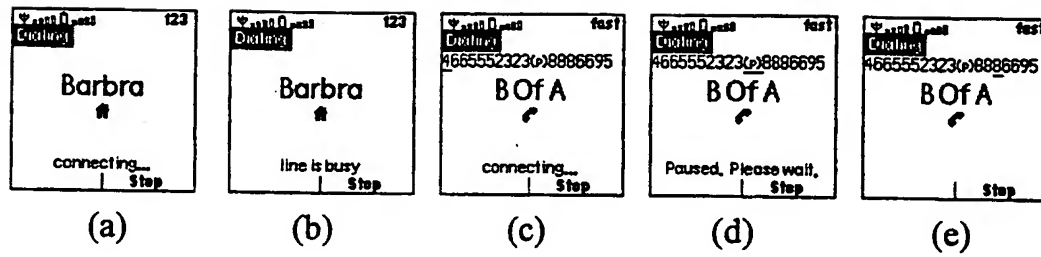 123
Dialing
Barbra
connecting...
Stop
(a)
Dialing
Barbra
line is busy
Stop
(b)
fast
Dialing
4665552323(p)8886695
B Of A
connecting...
Stop
(c)
fast
Dialing
4665552323(p)8886695
B Of A
Paused. Please wait.
Stop
(d)
fast
Dialing
4665552323(p)8886695
B Of A
Stop
(e)